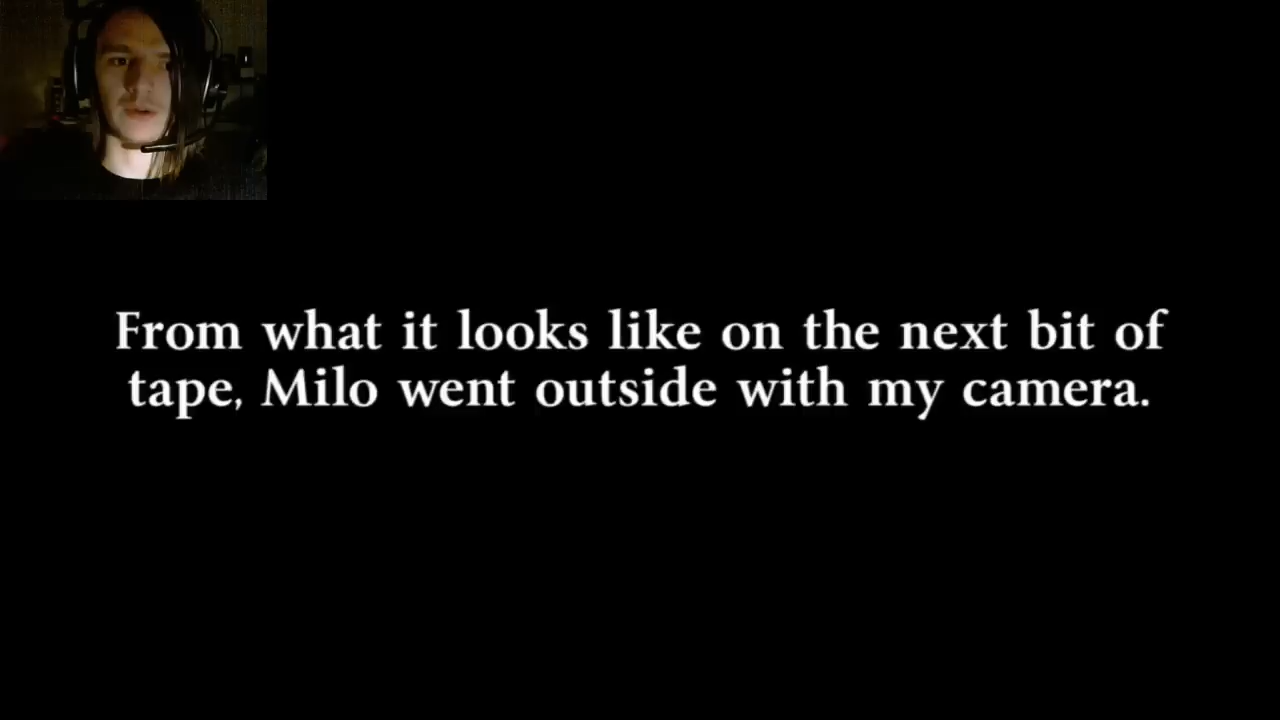 From what it looks like on the next bit of
tape, Milo went outside with my camera.